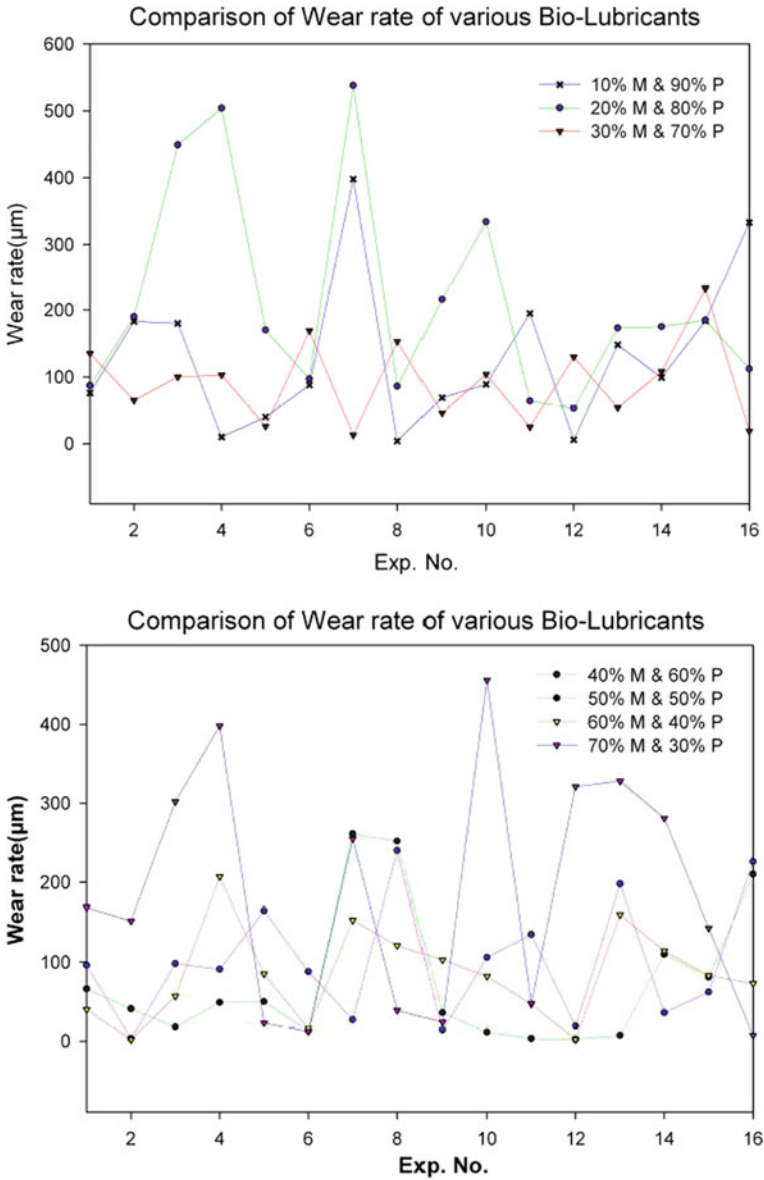 Comparison of Wear rate of various Bio-Lubricants
600
500
400
300
200
100
0
Wear rate(µm)
10% M & 90% P
20% M & 80% P
30% M & 70% P
2 4 6 8 10 12 14 16
Exp. No.
Comparison of Wear rate of various Bio-Lubricants
500
400
300
200
100
0
Wear rate(µm)
40% M & 60% P
50% M & 50% P
60% M & 40% P
70% M & 30% P
2 4 6 8 10 12 14 16
Exp. No.